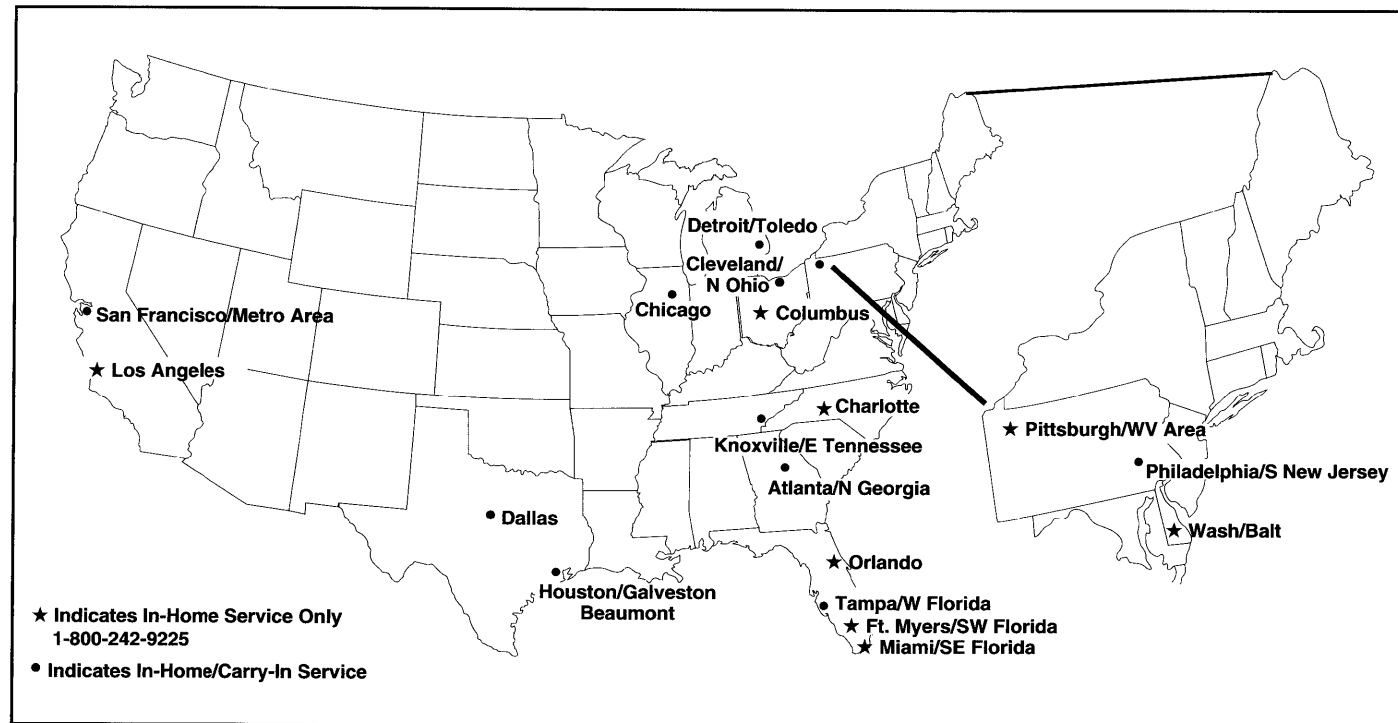 Detroit/Toledo
Cleveland/
N Ohio
Chicago
Columbus
San Francisco/Metro Area
Los Angeles
Charlotte
Knoxville/E Tennessee
Atlanta/N Georgia
Pittsburgh/WV Area
Philadelphia/S New Jersey
Wash/Balt
Dallas
Houston/Galveston
Beaumont
Orlando
Tampa/W Florida
Ft. Myers/SW Florida
Miami/SE Florida
★ Indicates In-Home Service Only
1-800-242-9225
• Indicates In-Home/Carry-In Service